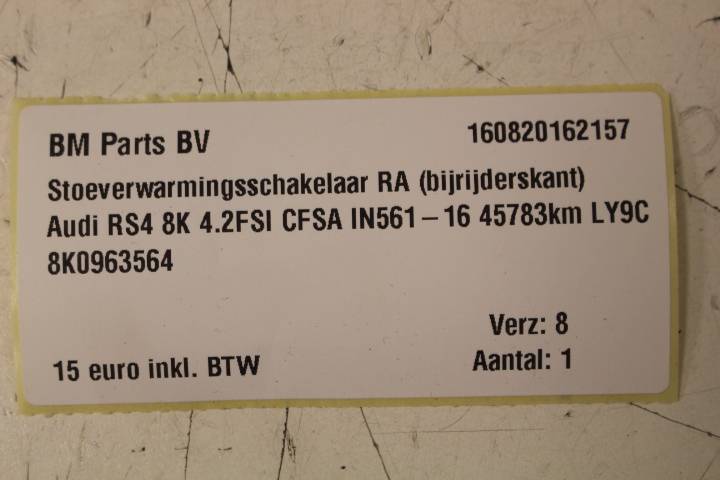 BM Parts BV 160820162157
Stoeverwarmingsschakelaar RA (bijrijderskant)
Audi RS4 8K 4.2FSI CFSA IN561-16 45783km LY9C
8K0963564
Verz: 8
15 euro inkl. BTW Aantal: 1